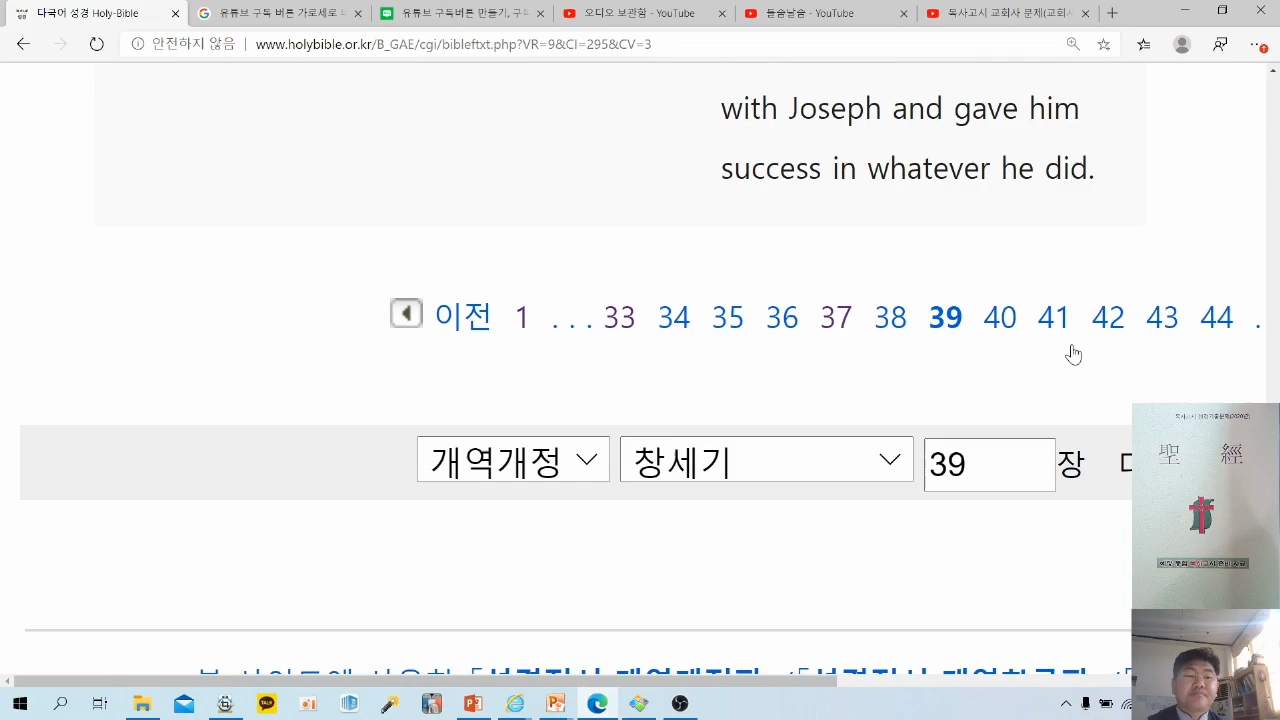 다국어 성경 Holy-Bible
유튜브 구독 버튼 가로세로
유튜브 구독버튼 만들기, 구독
오디오 보관함 - YouTube
들숨날숨 - YouTube
목사고시 교회사 문제(교회사
안전하지 않음 www.holybible.or.kr/B_GAE/cgi/bibleftxt.php?VR=9&CI=295&CV=3
with Joseph and gave him
success in whatever he did.
이전 1 . . . 33 34 35 36 37 38 39 40 41 42 43 44 .
개역개정 창세기 39 장
聖 經